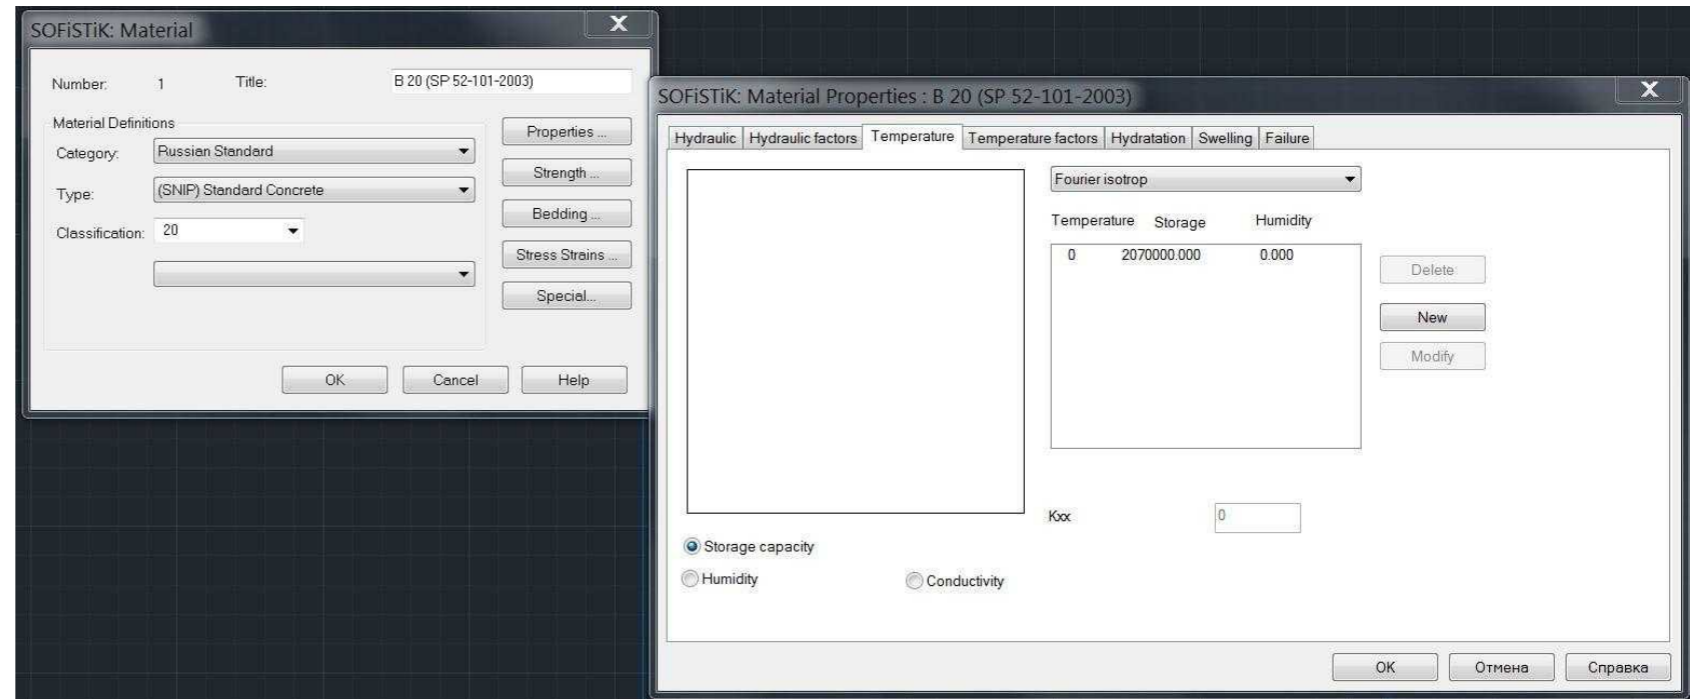 SOFiSTiK: Material
X
Number: 1 Title: B 20 (SP 52-101-2003)
Material Definitions
Category: Russian Standard
Type: (SNIP) Standard Concrete
Classification: 20
Properties ...
Strength ...
Bedding ...
Stress Strains ...
Special...
OK Cancel Help
SOFiSTiK: Material Properties : B 20 (SP 52-101-2003)
X
Hydraulic Hydraulic factors Temperature Temperature factors Hydratation Swelling Failure
Fourier isotrop
Temperature Storage Humidity
0 2070000.000 0.000
Delete
New
Modify
Kxx 0
Storage capacity
Humidity Conductivity
OK Отмена Справка